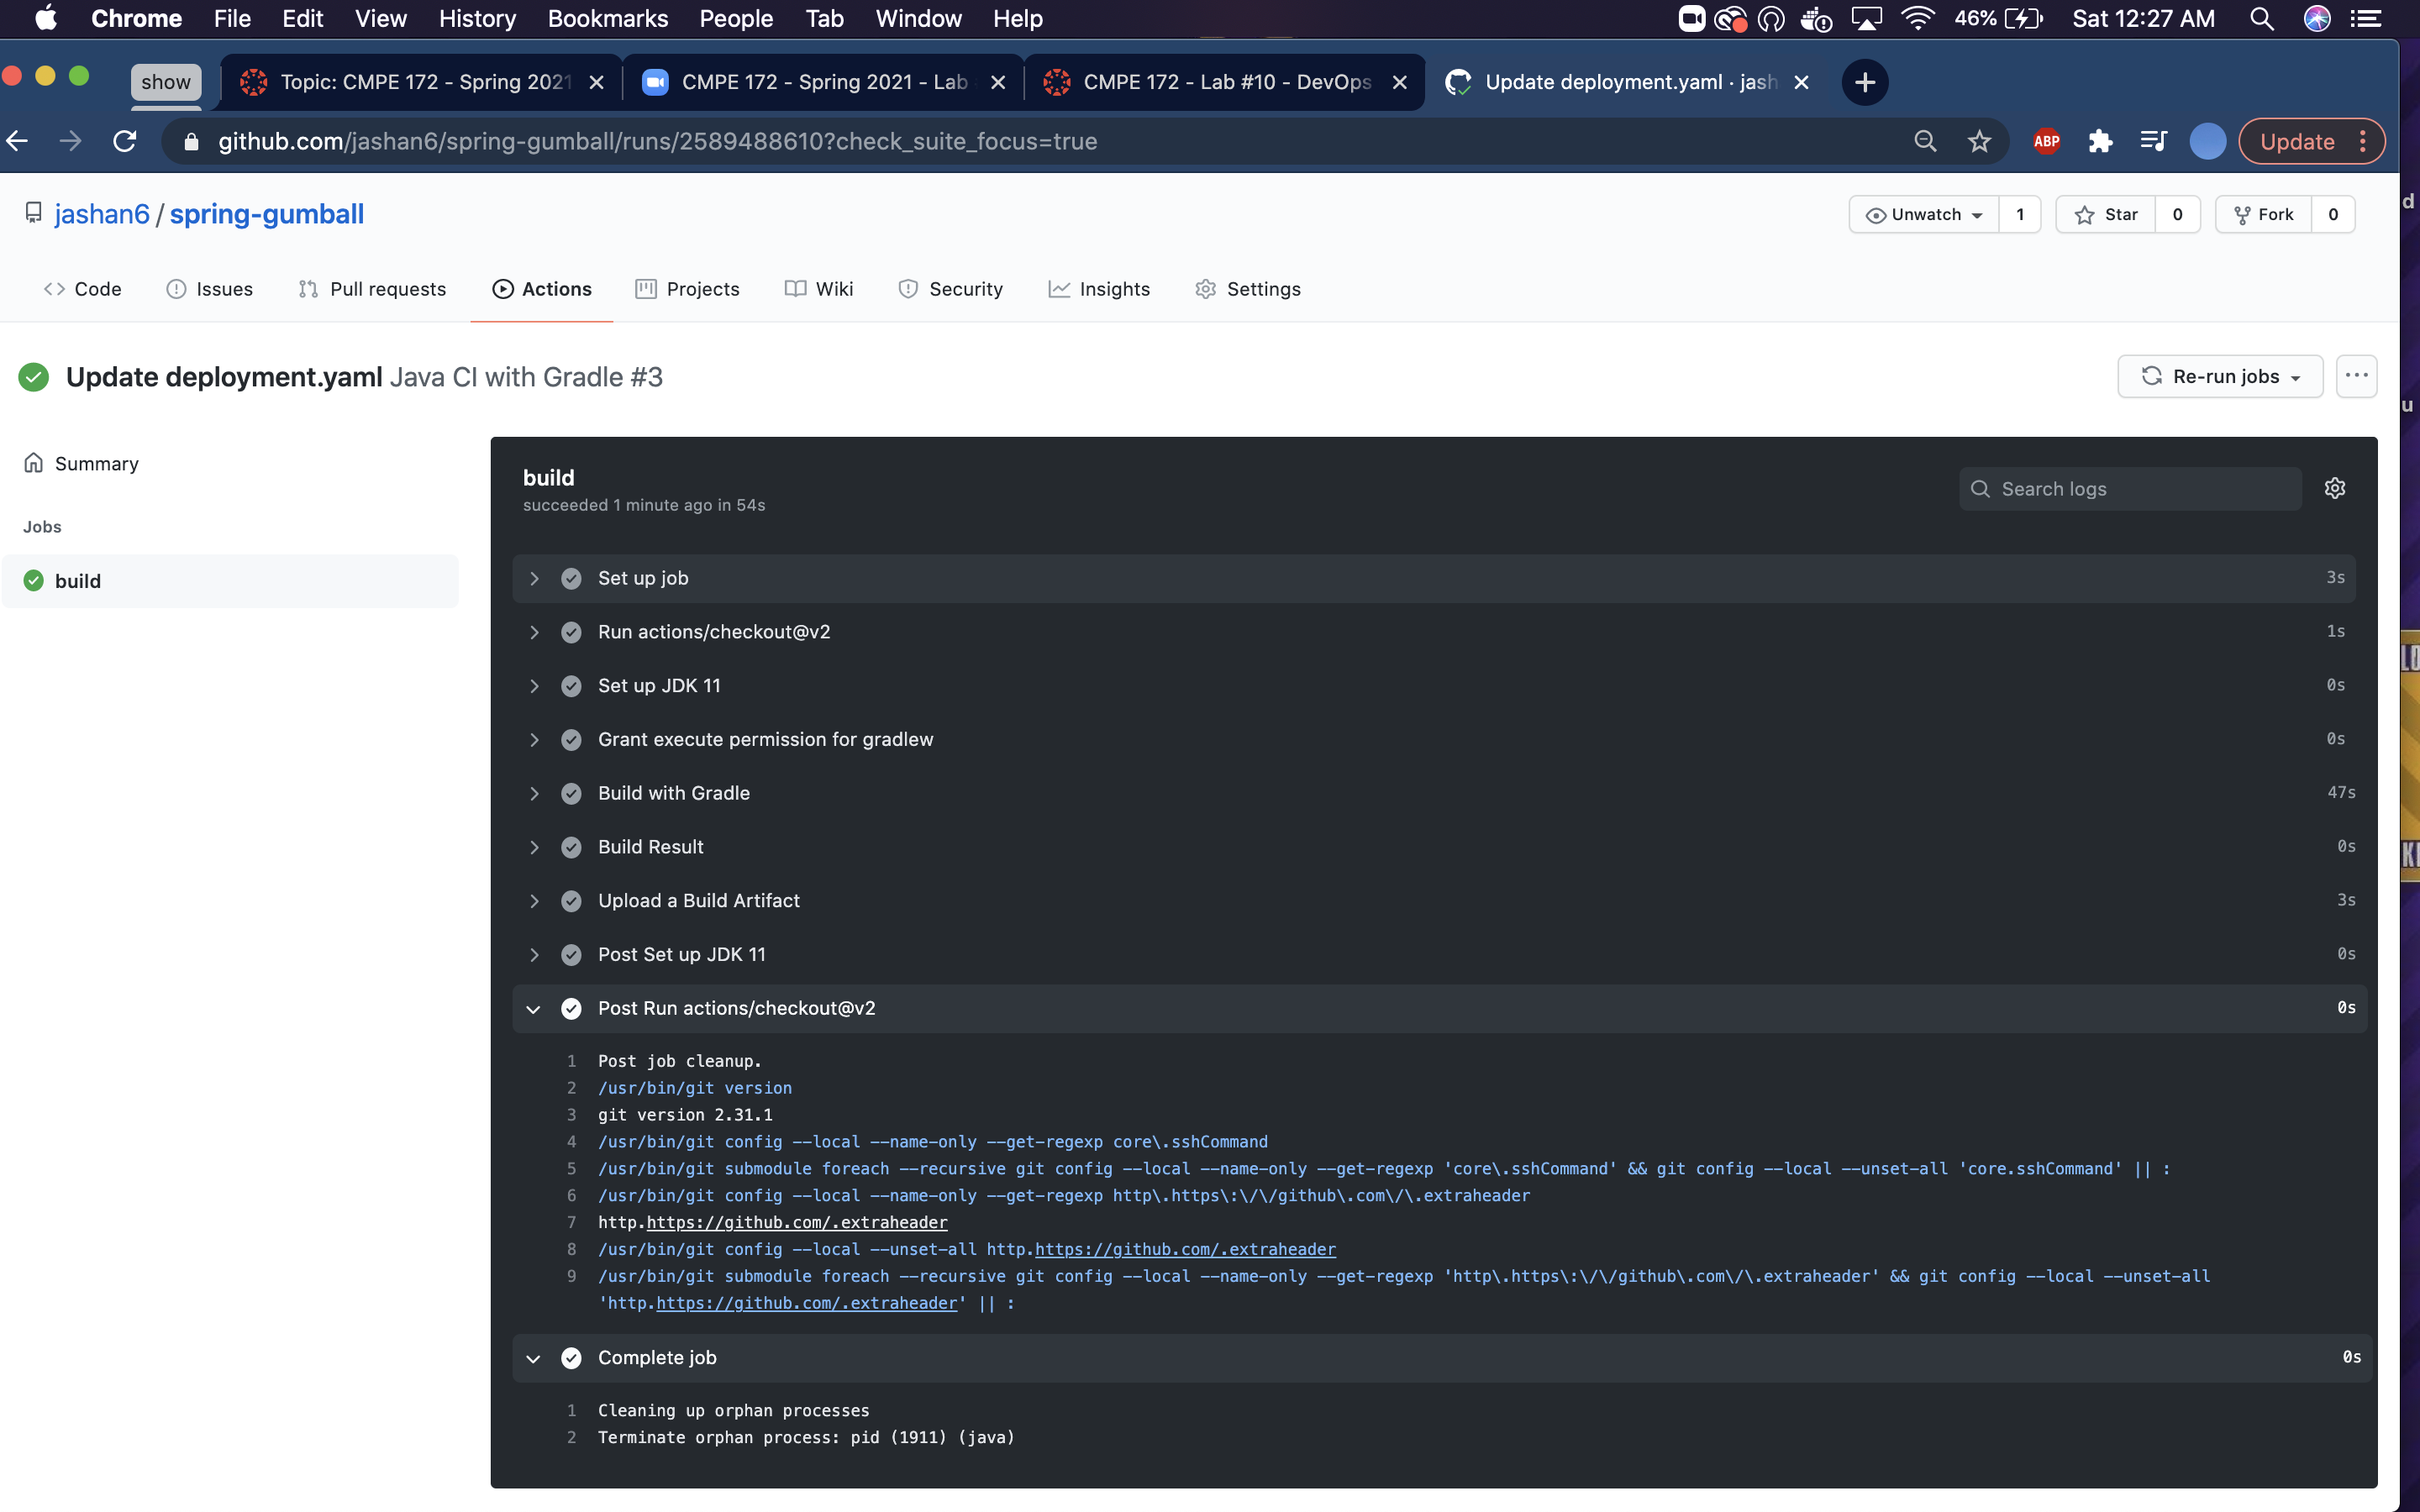 Chrome File Edit View History Bookmarks People Tab Window Help 46% Sat 12:27 AM
show Topic: CMPE 172 - Spring 2021 CMPE 172 - Spring 2021 - Lab CMPE 172 - Lab #10 - DevOps Update deployment.yaml · jash
github.com/jashan6/spring-gumball/runs/2589488610?check_suite_focus=true ABP Update
jashan6 / spring-gumball Unwatch 1 Star 0 Fork 0
Code Issues Pull requests Actions Projects Wiki Security Insights Settings
Update deployment.yaml Java CI with Gradle #3 Re-run jobs
Summary
Jobs
build
build
succeeded 1 minute ago in 54s
Search logs
Set up job 3s
Run actions/checkout@v2 1s
Set up JDK 11 0s
Grant execute permission for gradlew 0s
Build with Gradle 47s
Build Result 0s
Upload a Build Artifact 3s
Post Set up JDK 11 0s
Post Run actions/checkout@v2 0s
1 Post job cleanup.
2 /usr/bin/git version
3 git version 2.31.1
4 /usr/bin/git config --local --name-only --get-regexp core\.sshCommand
5 /usr/bin/git submodule foreach --recursive git config --local --name-only --get-regexp 'core\.sshCommand' && git config --local --unset-all 'core.sshCommand' || :
6 /usr/bin/git config --local --name-only --get-regexp http\.https\:\/\/github\.com\/\.extraheader
7 http.https://github.com/.extraheader
8 /usr/bin/git config --local --unset-all http.https://github.com/.extraheader
9 /usr/bin/git submodule foreach --recursive git config --local --name-only --get-regexp 'http\.https\:\/\/github\.com\/\.extraheader' && git config --local --unset-all
'http.https://github.com/.extraheader' || :
Complete job 0s
1 Cleaning up orphan processes
2 Terminate orphan process: pid (1911) (java)